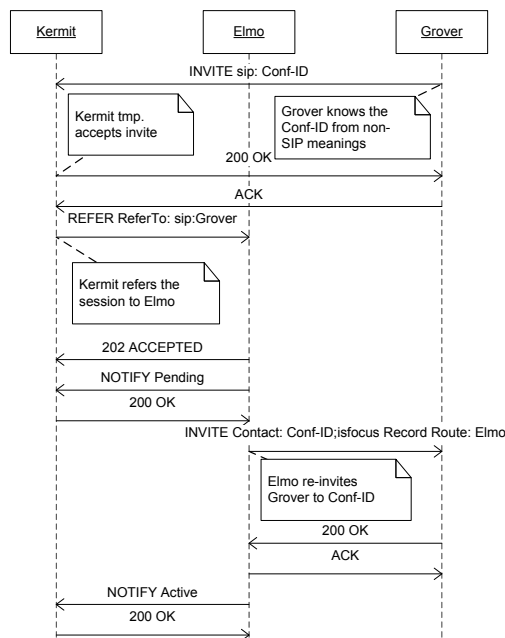 Kermit
Elmo
Grover
INVITE sip: Conf-ID
Kermit tmp.
accepts invite
Grover knows the
Conf-ID from non-
SIP meanings
200 OK
ACK
REFER ReferTo: sip:Grover
Kermit refers the
session to Elmo
202 ACCEPTED
NOTIFY Pending
200 OK
INVITE Contact: Conf-ID;isfocus Record Route: Elmo
Elmo re-invites
Grover to Conf-ID
200 OK
ACK
NOTIFY Active
200 OK